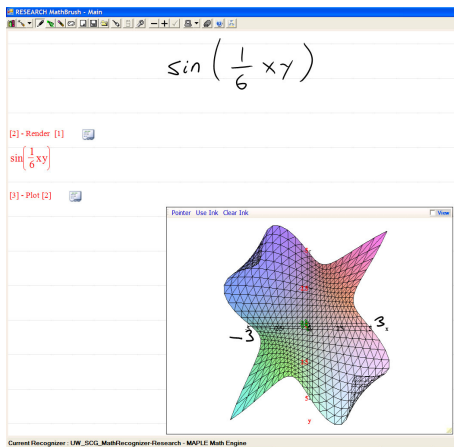 RESEARCH MathBrush - Main
sin ( 1/6 xy )
[2] - Render [1]
sin( 1/6 xy)
[3] - Plot [2]
Pointer Use Ink Clear Ink
View
-3
3
x
y
Current Recognizer : UW_SCG_MathRecognizer-Research - MAPLE Math Engine